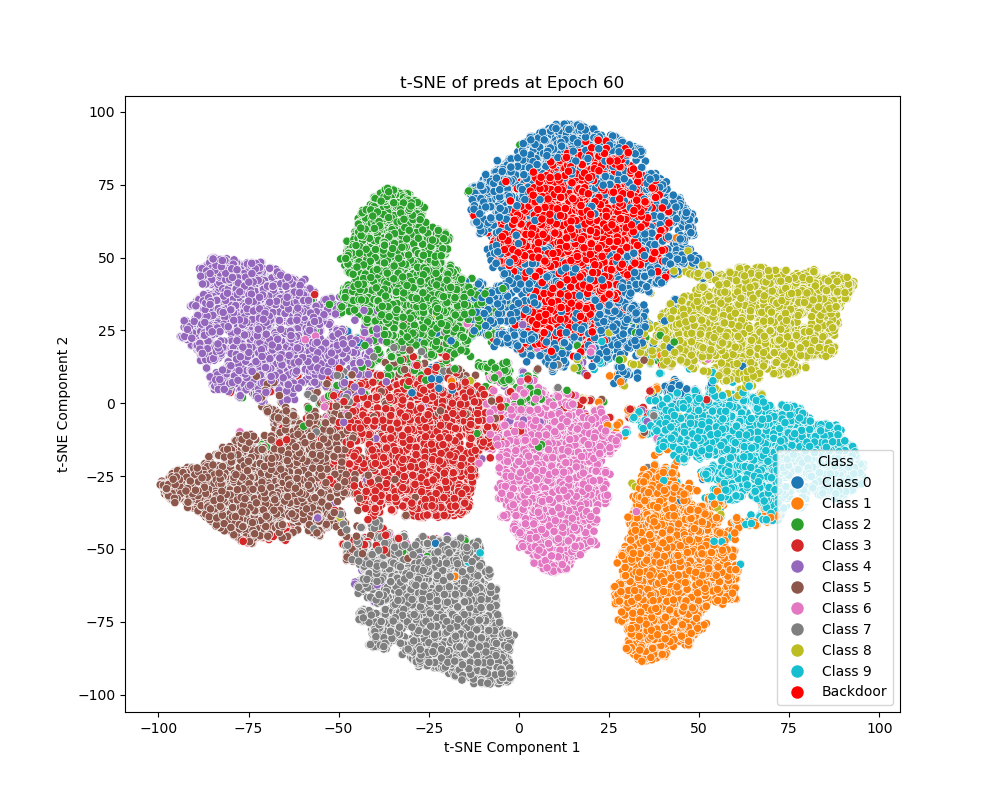 t-SNE of preds at Epoch 60
100
75
50
25
0
−25
−50
−75
−100
t-SNE Component 2
−100
−75
−50
−25
0
25
50
75
100
t-SNE Component 1
Class
Class 0
Class 1
Class 2
Class 3
Class 4
Class 5
Class 6
Class 7
Class 8
Class 9
Backdoor